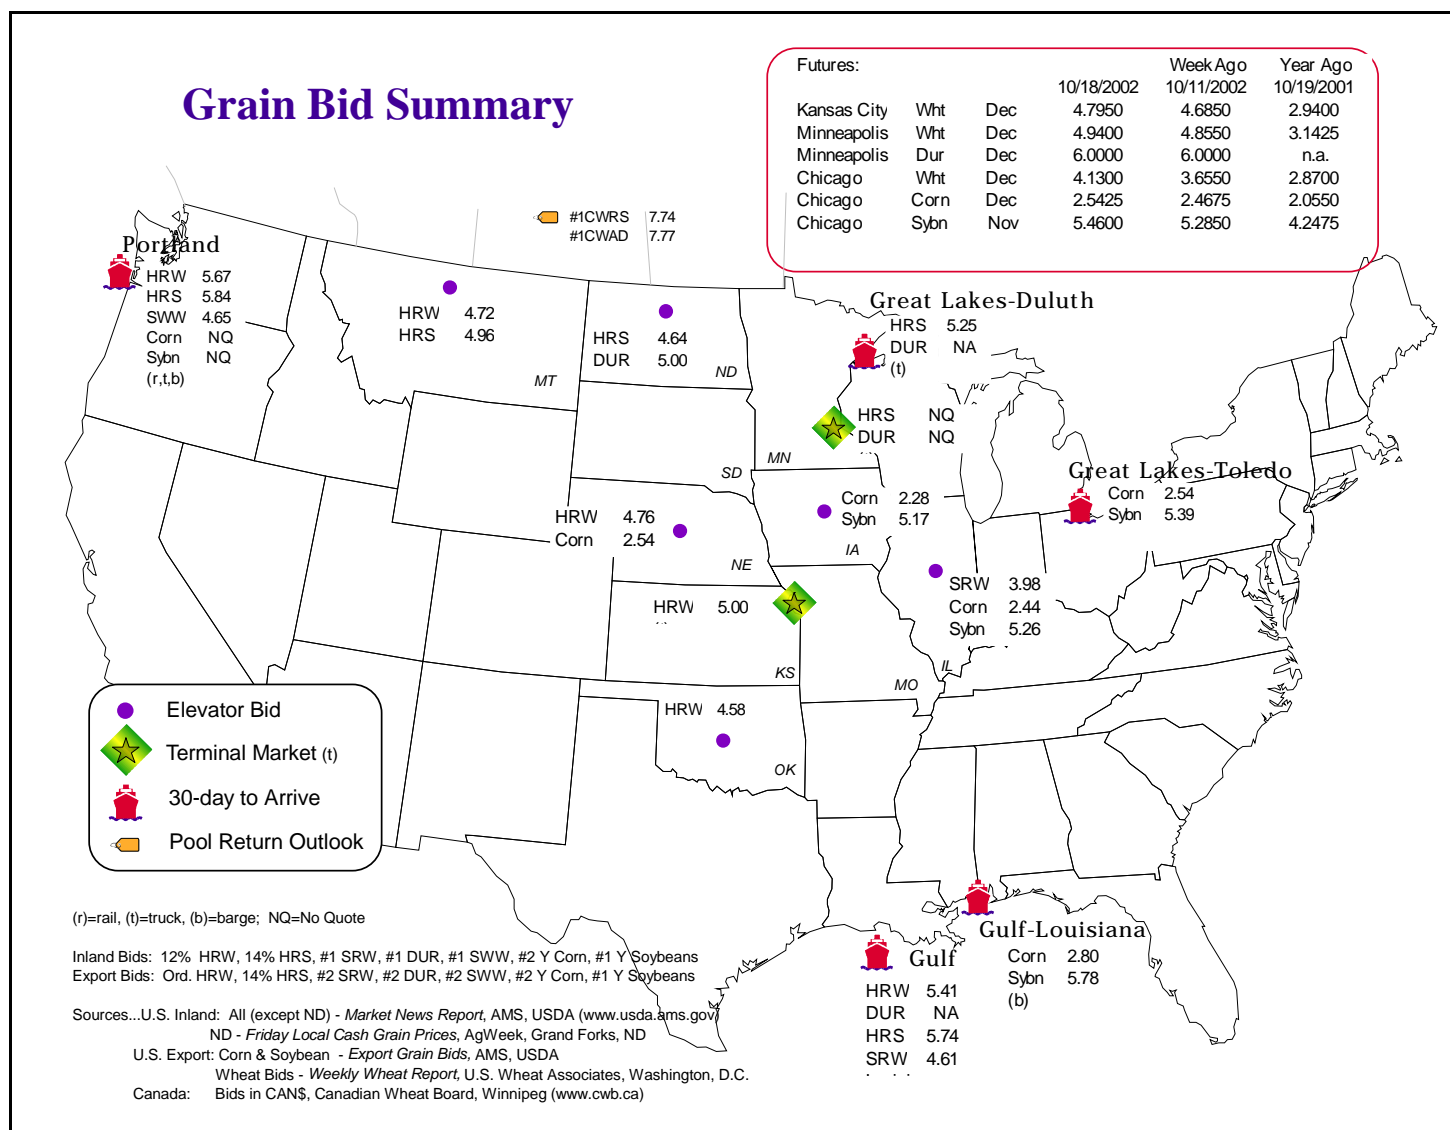 Grain Bid Summary
Futures: Week Ago Year Ago
10/18/2002 10/11/2002 10/19/2001
Kansas City Wht Dec 4.7950 4.6850 2.9400
Minneapolis Wht Dec 4.9400 4.8550 3.1425
Minneapolis Dur Dec 6.0000 6.0000 n.a.
Chicago Wht Dec 4.1300 3.6550 2.8700
Chicago Corn Dec 2.5425 2.4675 2.0550
Chicago Sybn Nov 5.4600 5.2850 4.2475
#1CWRS 7.74
#1CWAD 7.77
Portland
HRW 5.67
HRS 5.84
SWW 4.65
Corn NQ
Sybn NQ
(r,t,b)
HRW 4.72
HRS 4.96
MT
HRS 4.64
DUR 5.00
ND
Great Lakes-Duluth
HRS 5.25
DUR NA
(t)
HRS NQ
DUR NQ
MN
SD
Great Lakes-Toledo
Corn 2.54
Sybn 5.39
Corn 2.28
Sybn 5.17
IA
HRW 4.76
Corn 2.54
NE
SRW 3.98
Corn 2.44
Sybn 5.26
IL
HRW 5.00
KS
MO
HRW 4.58
OK
Elevator Bid
Terminal Market (t)
30-day to Arrive
Pool Return Outlook
Gulf-Louisiana
Corn 2.80
Sybn 5.78
(b)
Gulf
HRW 5.41
DUR NA
HRS 5.74
SRW 4.61
(r)=rail, (t)=truck, (b)=barge; NQ=No Quote
Inland Bids: 12% HRW, 14% HRS, #1 SRW, #1 DUR, #1 SWW, #2 Y Corn, #1 Y Soybeans
Export Bids: Ord. HRW, 14% HRS, #2 SRW, #2 DUR, #2 SWW, #2 Y Corn, #1 Y Soybeans
Sources...U.S. Inland: All (except ND) - Market News Report, AMS, USDA (www.usda.ams.gov)
ND - Friday Local Cash Grain Prices, AgWeek, Grand Forks, ND
U.S. Export: Corn & Soybean - Export Grain Bids, AMS, USDA
Wheat Bids - Weekly Wheat Report, U.S. Wheat Associates, Washington, D.C.
Canada: Bids in CAN$, Canadian Wheat Board, Winnipeg (www.cwb.ca)